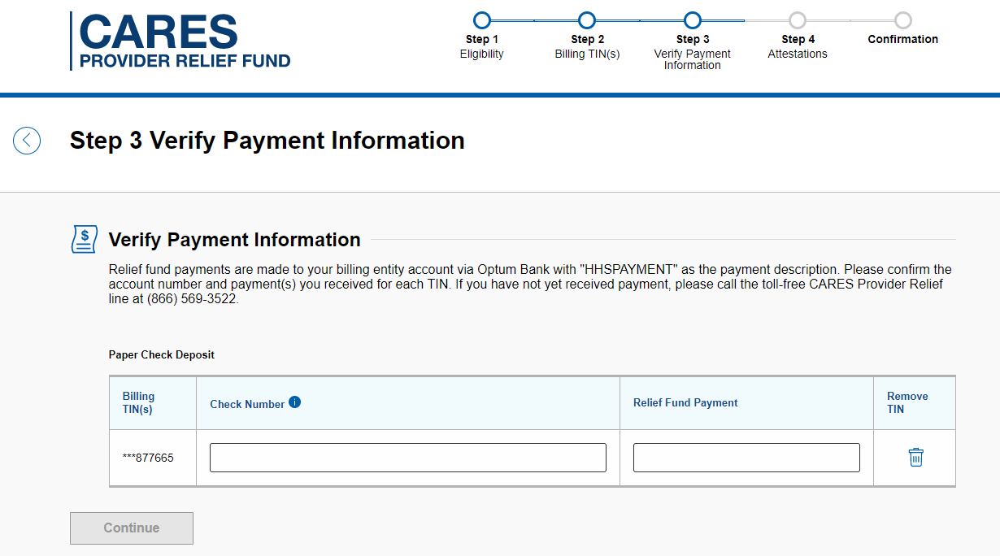 CARES
PROVIDER RELIEF FUND
Step 1
Eligibility
Step 2
Billing TIN(s)
Step 3
Verify Payment
Information
Step 4
Attestations
Confirmation
Step 3 Verify Payment Information
$
Verify Payment Information
Relief fund payments are made to your billing entity account via Optum Bank with "HHSPAYMENT" as the payment description. Please confirm the
account number and payment(s) you received for each TIN. If you have not yet received payment, please call the toll-free CARES Provider Relief
line at (866) 569-3522.
Paper Check Deposit
Billing
TIN(s)
Check Number i
Relief Fund Payment
Remove
TIN
***877665
Continue